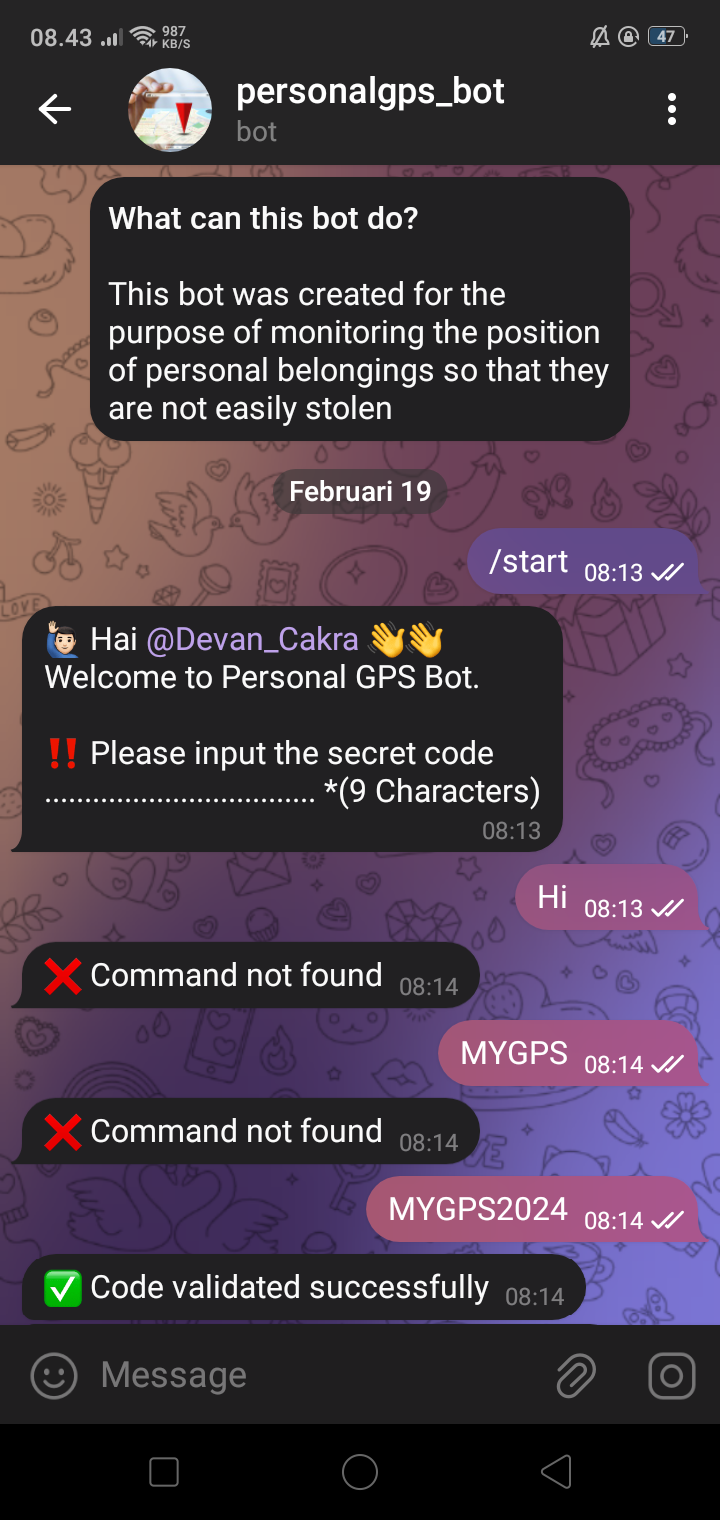 08.43 987 KB/S 47
personalgps_bot
bot
What can this bot do?
This bot was created for the
purpose of monitoring the position
of personal belongings so that they
are not easily stolen
Februari 19
/start 08:13
Hai @Devan_Cakra
Welcome to Personal GPS Bot.
‼ Please input the secret code
................................. *(9 Characters)
08:13
Hi 08:13
❌ Command not found 08:14
MYGPS 08:14
❌ Command not found 08:14
MYGPS2024 08:14
✅ Code validated successfully 08:14
Message